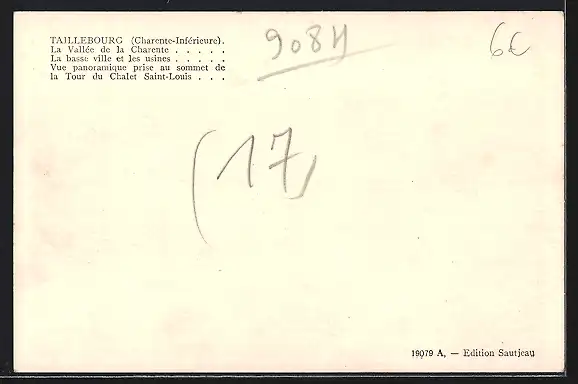 TAILLEBOURG (Charente-Inférieure).
La Vallée de la Charente . . . . .
La basse ville et les usines . . . . .
Vue panoramique prise au sommet de
la Tour du Chalet Saint-Louis . . .
908H
6€
(17)
19079 A. — Edition Sautjeau